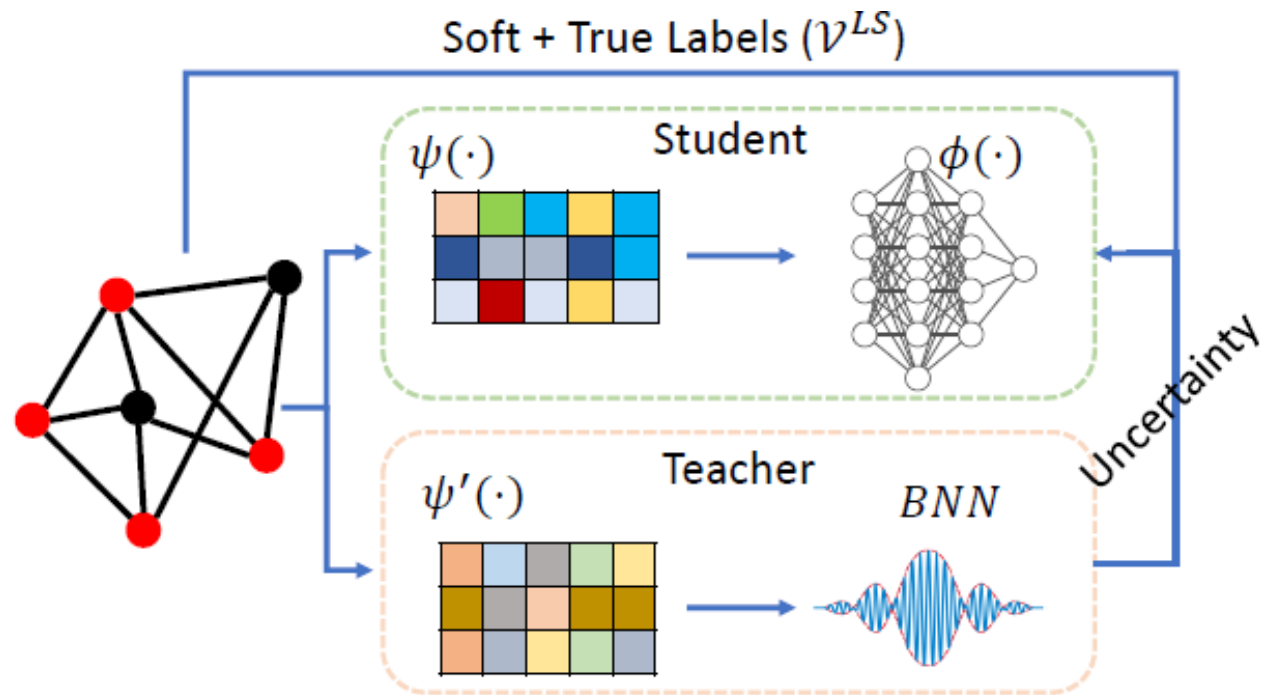 Soft + True Labels (𝒱^{LS})
Student
ψ(·)
ϕ(·)
Uncertainty
Teacher
ψ′(·)
BNN